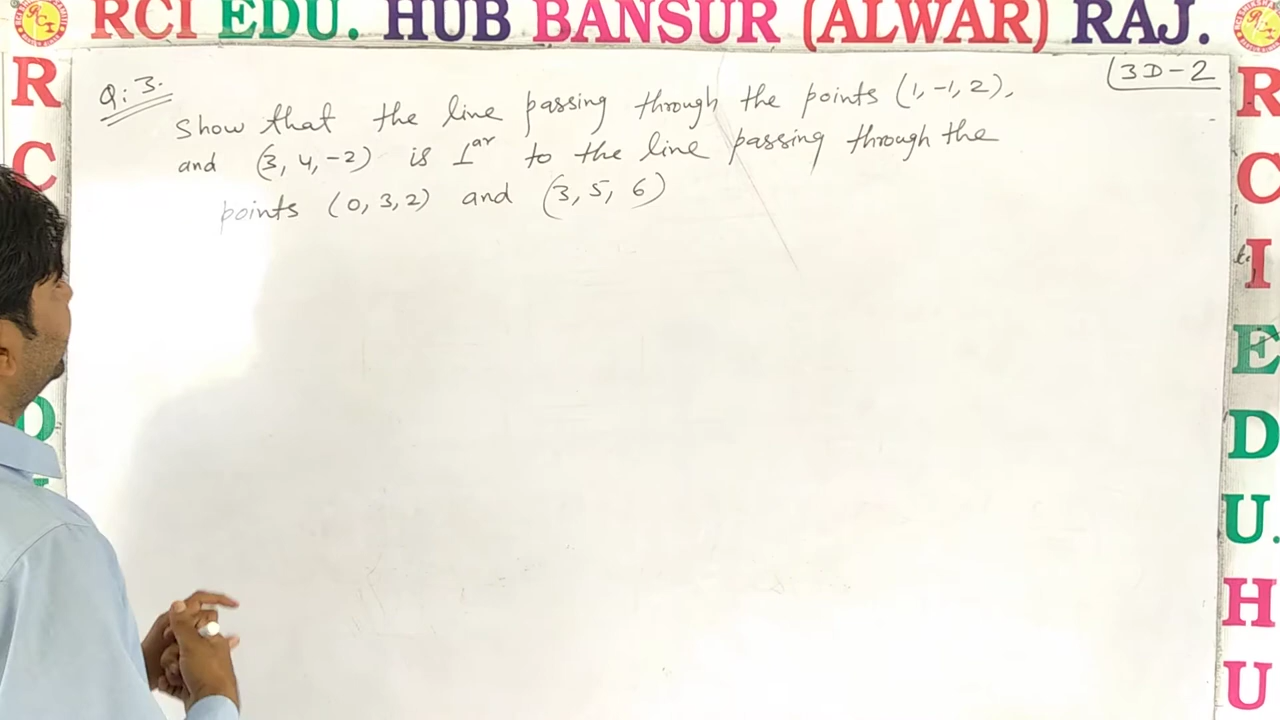 RCI EDU. HUB BANSUR (ALWAR) RAJ.
3D-2
Q:3.
Show that the line passing through the points (1, -1, 2),
and (3, 4, -2) is ⊥ar to the line passing through the
points (0, 3, 2) and (3, 5, 6)
R
C
D
R
C
I
E
D
U.
H
U